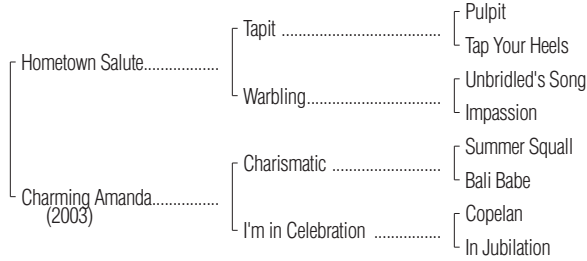 Pulpit
Tapit ........................................
Tap Your Heels
Hometown Salute...................
Unbridled's Song
Warbling..................................
Impassion
Summer Squall
Charismatic ................................
Bali Babe
Charming Amanda.................
(2003)
Copelan
I'm in Celebration .................
In Jubilation